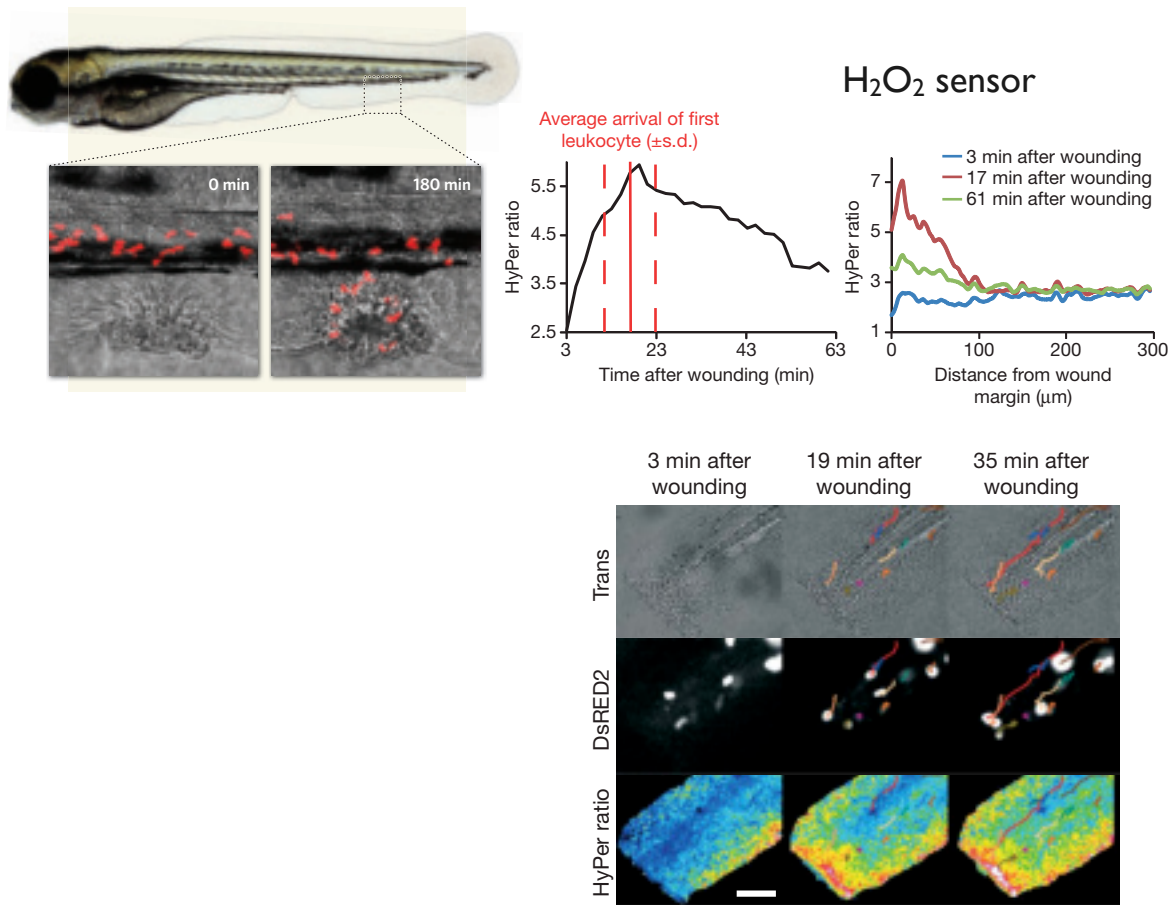 H₂O₂ sensor
0 min
180 min
Average arrival of first
leukocyte (±s.d.)
HyPer ratio
5.5
4.5
3.5
2.5
3
23
43
63
Time after wounding (min)
3 min after wounding
17 min after wounding
61 min after wounding
HyPer ratio
7
5
3
1
0
100
200
300
Distance from wound
margin (μm)
3 min after
wounding
19 min after
wounding
35 min after
wounding
Trans
DsRED2
HyPer ratio